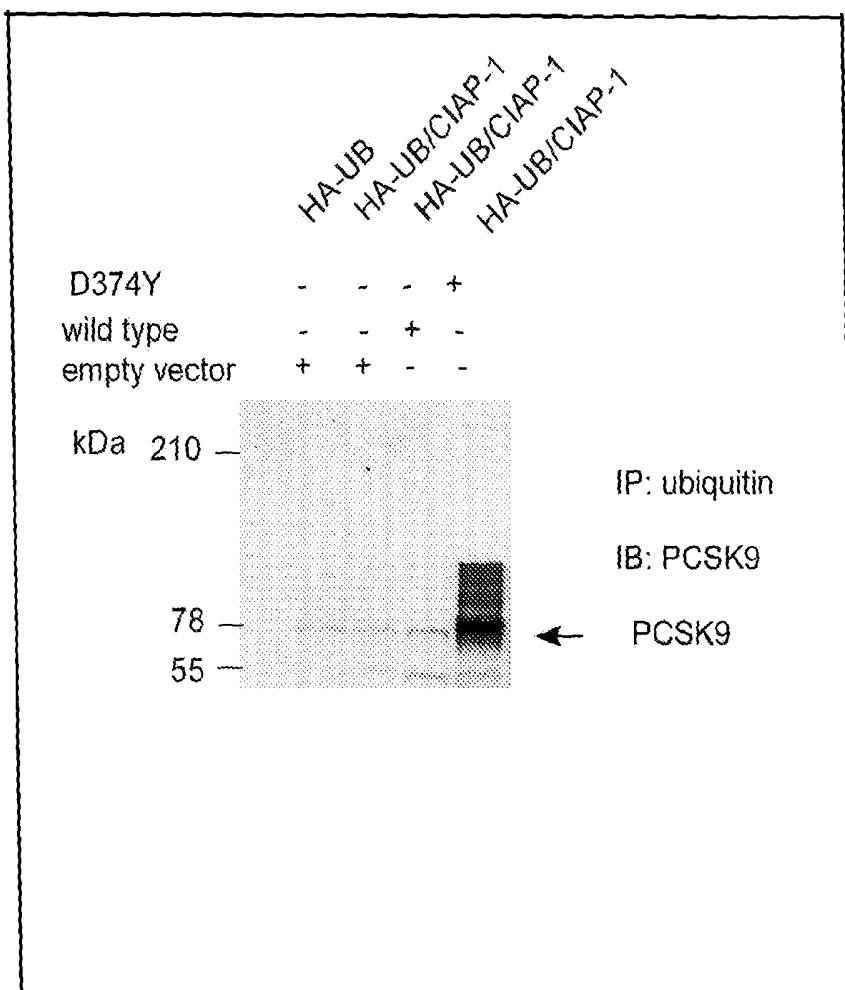 HA-UB
HA-UB/CIAP-1
HA-UB/CIAP-1
HA-UB/CIAP-1
D374Y - - - +
wild type - - + -
empty vector + + - -
kDa 210
IP: ubiquitin
IB: PCSK9
78
PCSK9
55